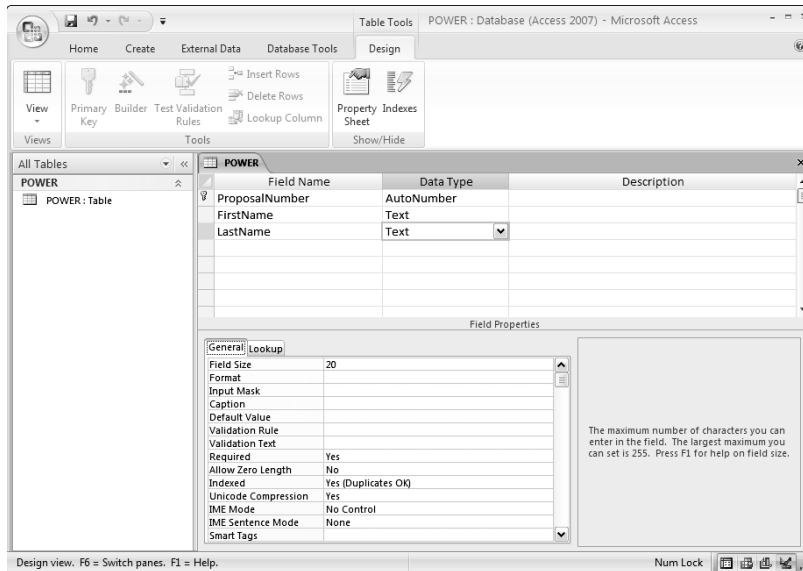 Table Tools POWER : Database (Access 2007) - Microsoft Access
Home Create External Data Database Tools Design
View
Primary Key
Builder
Test Validation Rules
Insert Rows
Delete Rows
Lookup Column
Property Sheet
Indexes
Views Tools Show/Hide
All Tables
POWER
POWER : Table
POWER
Field Name Data Type Description
ProposalNumber AutoNumber
FirstName Text
LastName Text
Field Properties
General Lookup
Field Size 20
Format
Input Mask
Caption
Default Value
Validation Rule
Validation Text
Required Yes
Allow Zero Length No
Indexed Yes (Duplicates OK)
Unicode Compression Yes
IME Mode No Control
IME Sentence Mode None
Smart Tags
The maximum number of characters you can
enter in the field. The largest maximum you
can set is 255. Press F1 for help on field size.
Design view. F6 = Switch panes. F1 = Help. Num Lock